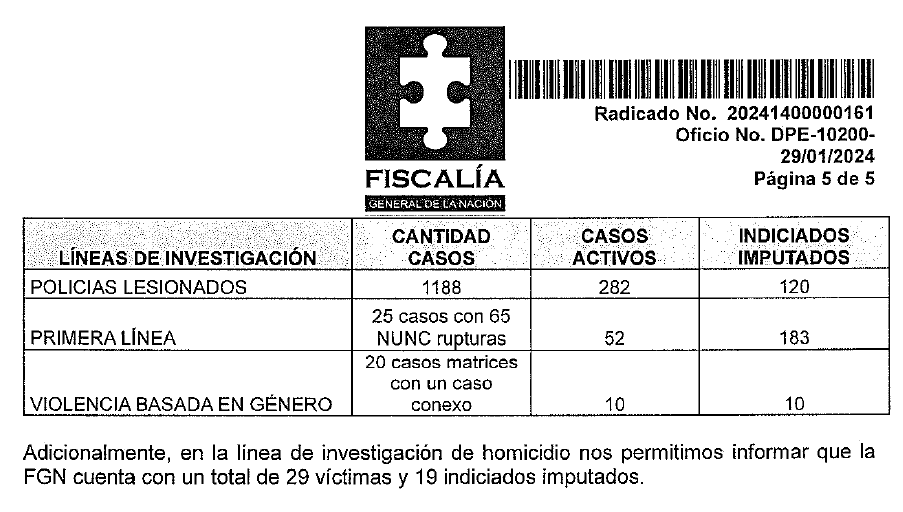 FISCALÍA
GENERAL DE LA NACIÓN
Radicado No. 20241400000161
Oficio No. DPE-10200-
29/01/2024
Página 5 de 5
LÍNEAS DE INVESTIGACIÓN CANTIDAD CASOS CASOS ACTIVOS INDICIADOS IMPUTADOS
POLICIAS LESIONADOS 1188 282 120
PRIMERA LÍNEA 25 casos con 65 NUNC rupturas 52 183
VIOLENCIA BASADA EN GÉNERO 20 casos matrices con un caso conexo 10 10
Adicionalmente, en la línea de investigación de homicidio nos permitimos informar que la
FGN cuenta con un total de 29 víctimas y 19 indiciados imputados.